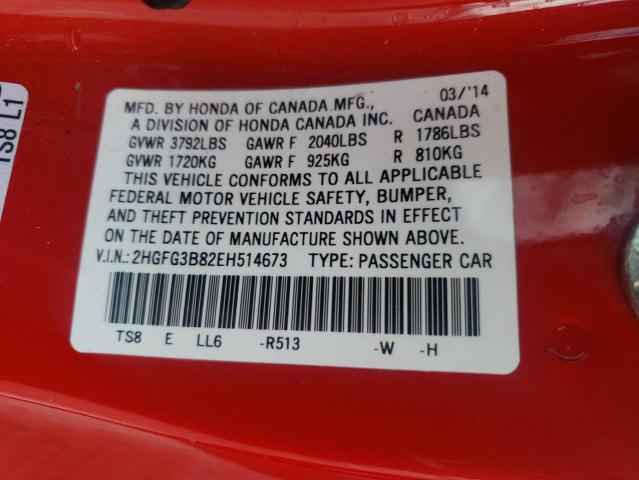 03/'14
MFD. BY HONDA OF CANADA MFG., CANADA
A DIVISION OF HONDA CANADA INC.
GVWR 3792LBS GAWR F 2040LBS R 1786LBS
GVWR 1720KG GAWR F 925KG R 810KG
THIS VEHICLE CONFORMS TO ALL APPLICABLE
FEDERAL MOTOR VEHICLE SAFETY, BUMPER,
AND THEFT PREVENTION STANDARDS IN EFFECT
ON THE DATE OF MANUFACTURE SHOWN ABOVE.
V.I.N.: 2HGFG3B82EH514673 TYPE: PASSENGER CAR
TS8 E LL6 -R513 -W -H
TS8 L1